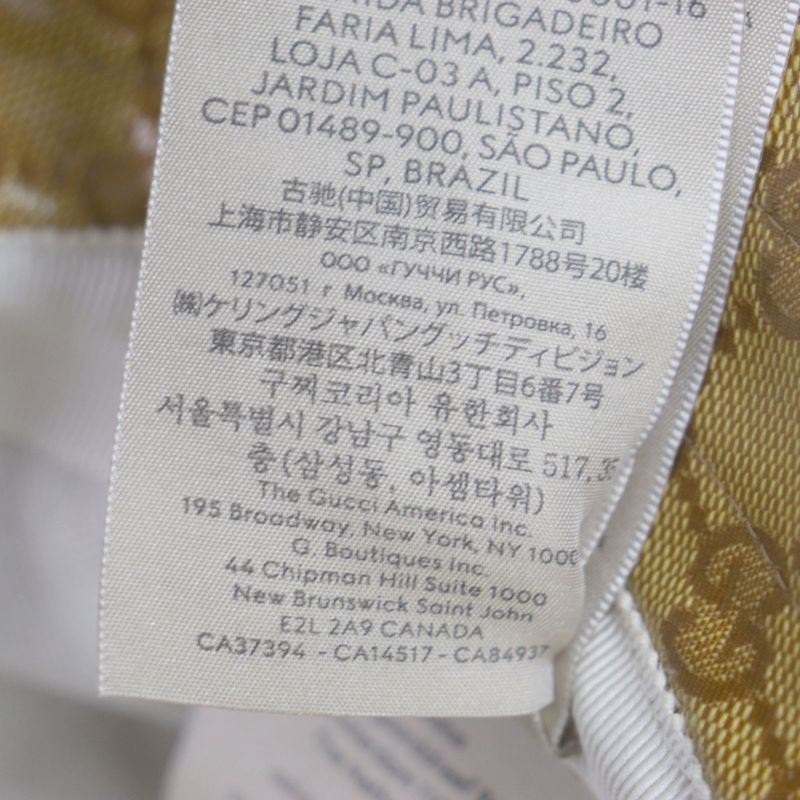 BRIGADEIRO
FARIA LIMA, 2.232,
LOJA C-03 A, PISO 2,
JARDIM PAULISTANO,
CEP 01489-900, SÃO PAULO,
SP, BRAZIL
古驰(中国)贸易有限公司
上海市静安区南京西路1788号20楼
ООО «ГУЧЧИ РУС»,
127051 г Москва, ул. Петровка, 16
㈱ケリングジャパングッチディビジョン
東京都港区北青山3丁目6番7号
구찌코리아 유한회사
서울특별시 강남구 영동대로 517,
층(삼성동, 아셈타워)
The Gucci America Inc.
195 Broadway, New York, NY
G. Boutiques Inc.
44 Chipman Hill Suite 1000
New Brunswick Saint John
E2L 2A9 CANADA
CA37394 - CA14517 - CA84937